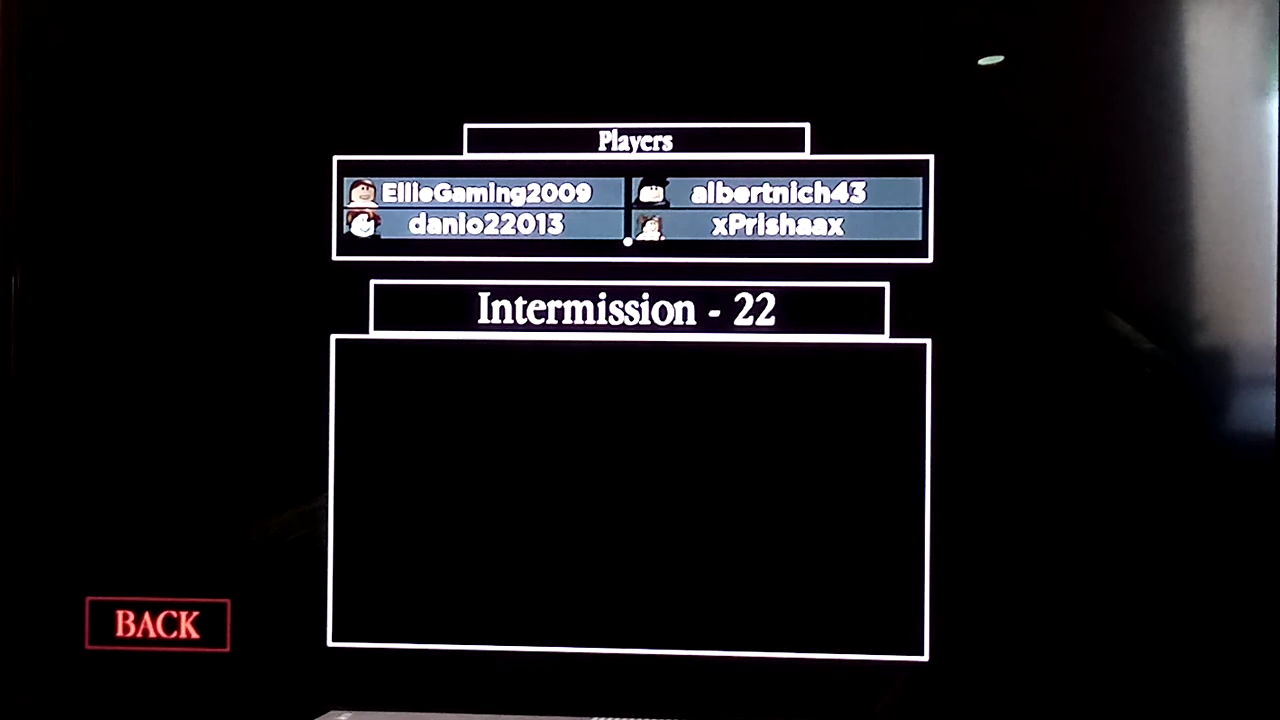 Players
EllieGaming2009 albertnich43
danio22013 xPrishaax
Intermission - 22
BACK